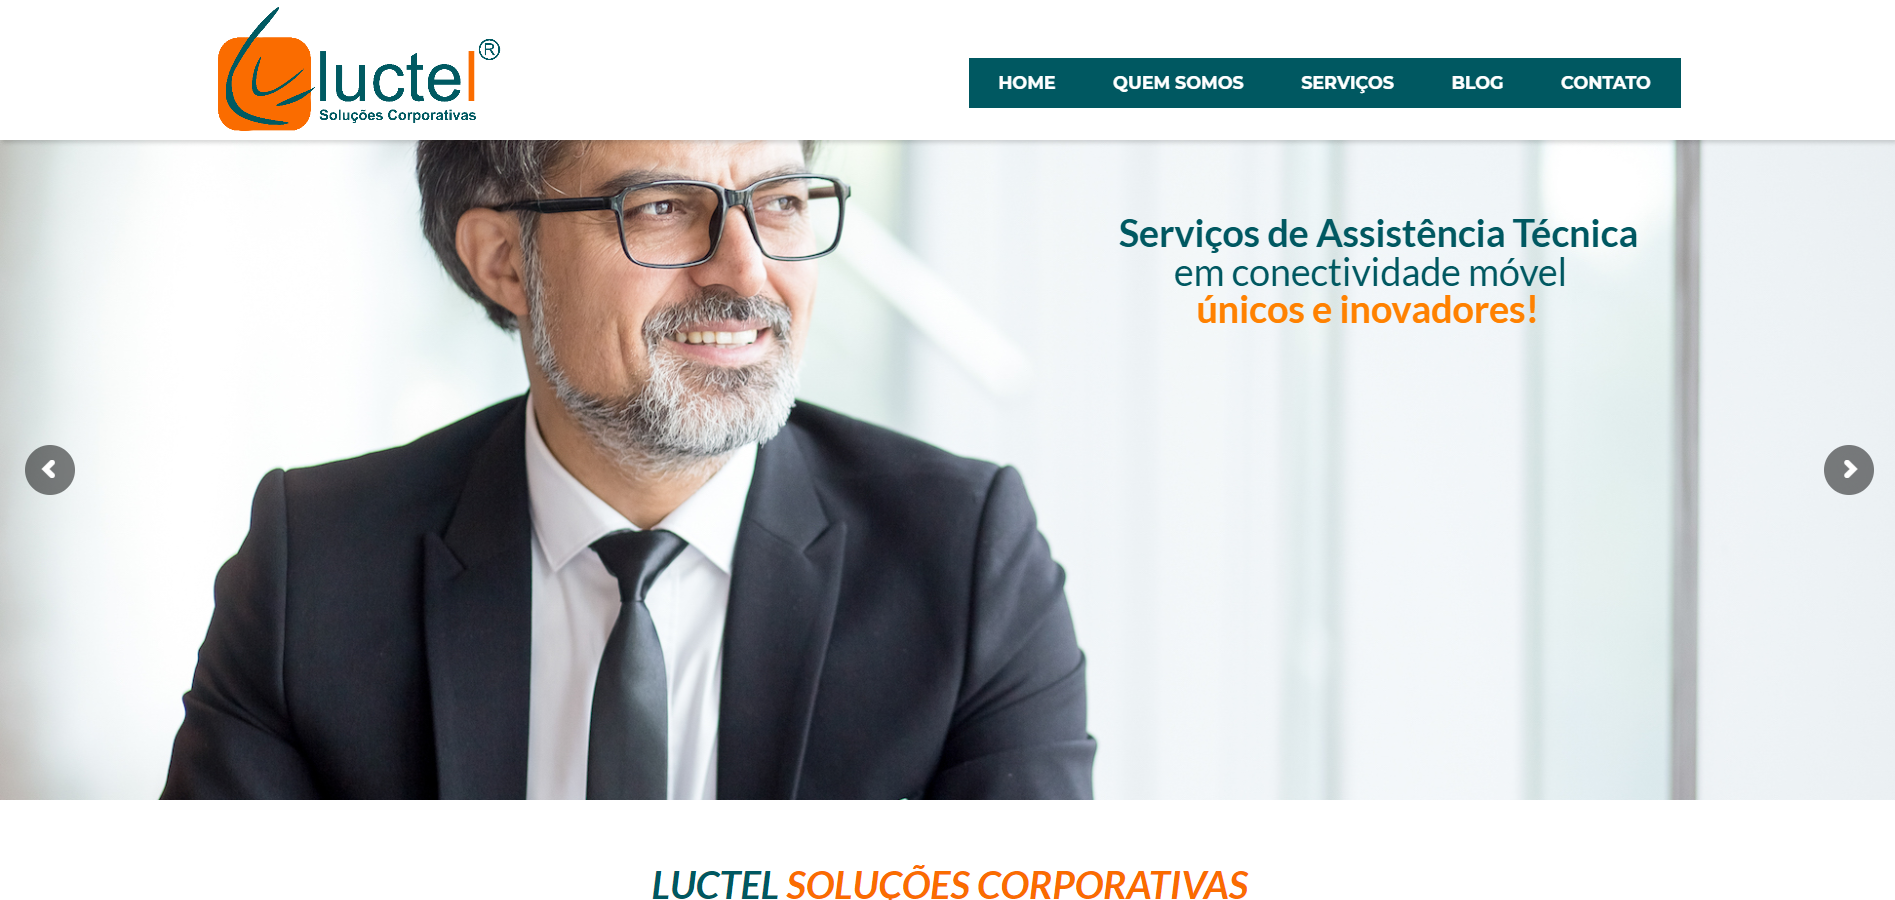 luctel®
Soluções Corporativas
HOME QUEM SOMOS SERVIÇOS BLOG CONTATO
Serviços de Assistência Técnica
em conectividade móvel
únicos e inovadores!
LUCTEL SOLUÇÕES CORPORATIVAS